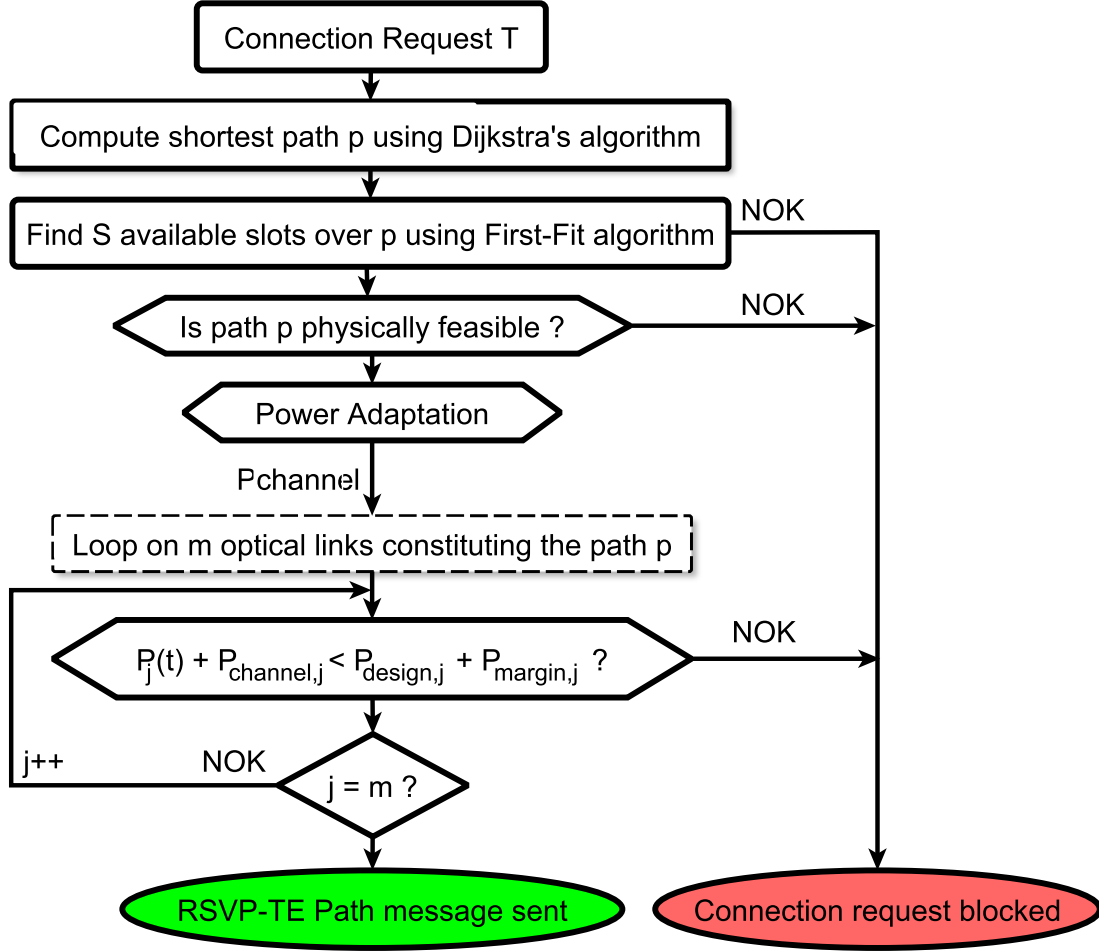 Connection Request T
Compute shortest path p using Dijkstra's algorithm
Find S available slots over p using First-Fit algorithm
NOK
Is path p physically feasible ?
NOK
Power Adaptation
Pchannel
Loop on m optical links constituting the path p
Pj(t) + Pchannel,j < Pdesign,j + Pmargin,j ?
NOK
j++
NOK
j = m ?
RSVP-TE Path message sent
Connection request blocked